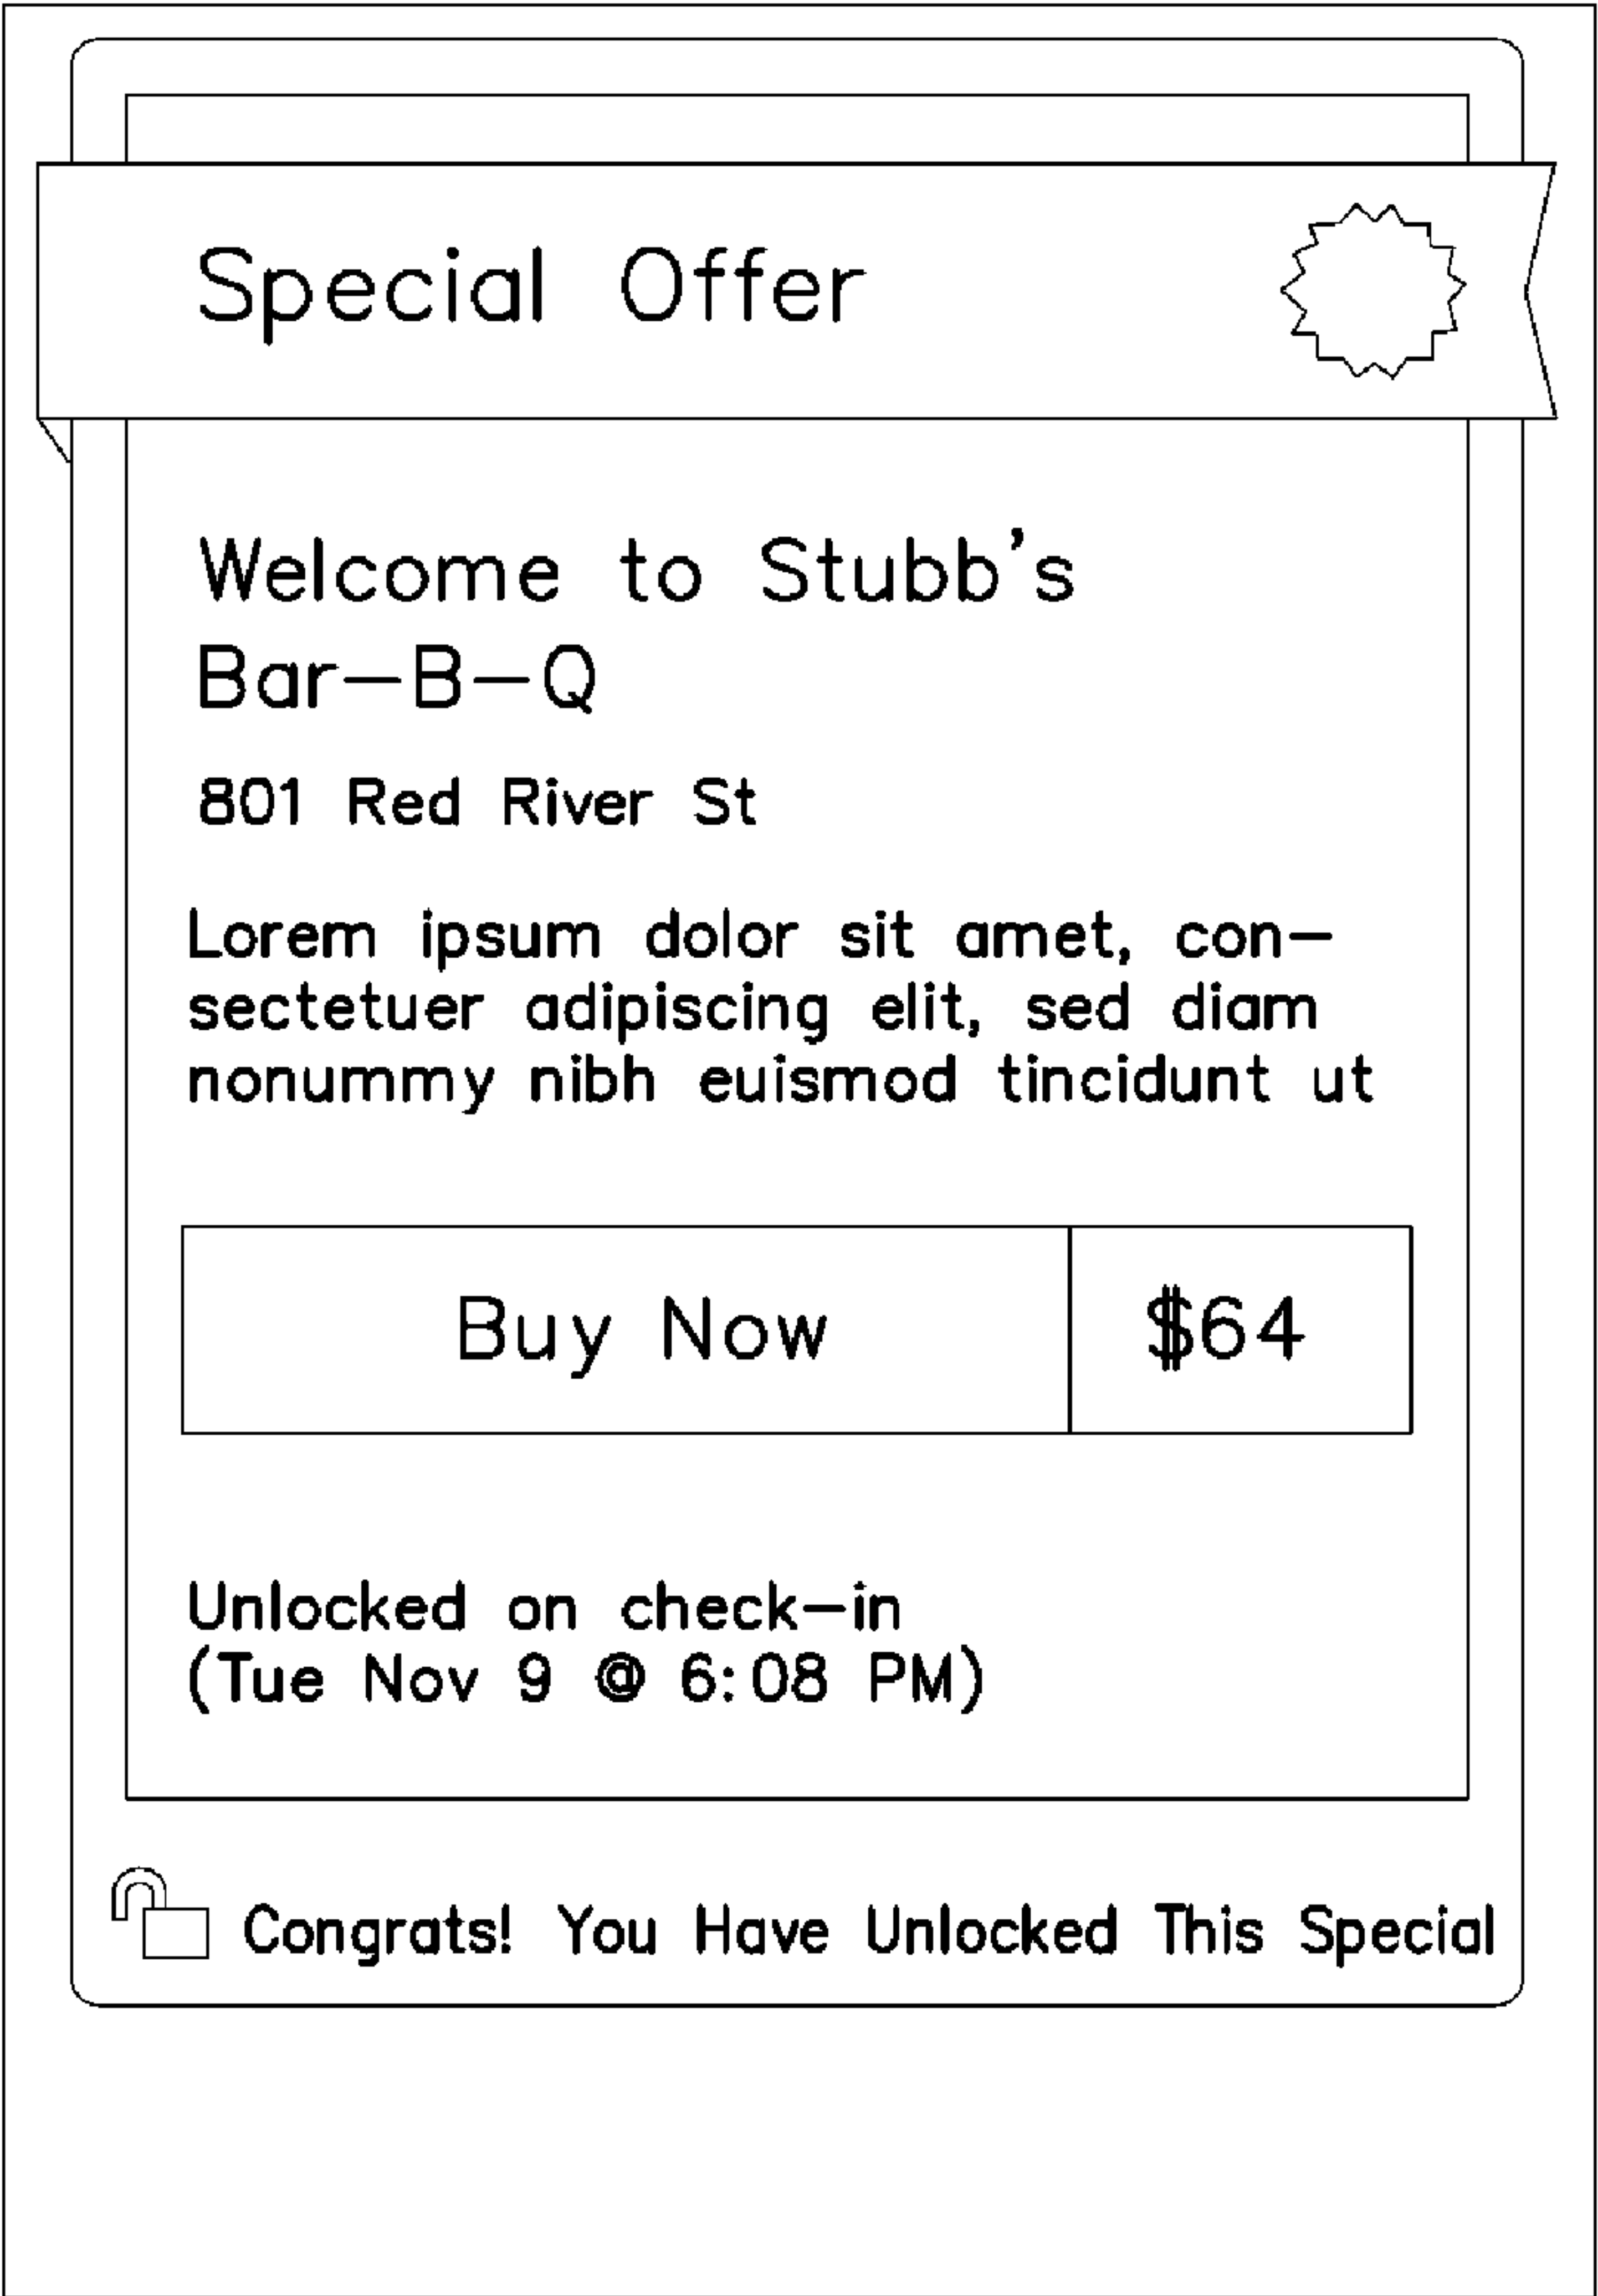 Special Offer
Welcome to Stubb's
Bar-B-Q
801 Red River St
Lorem ipsum dolor sit amet, con-
sectetuer adipiscing elit, sed diam
nonummy nibh euismod tincidunt ut
Buy Now $64
Unlocked on check-in
(Tue Nov 9 @ 6:08 PM)
Congrats! You Have Unlocked This Special